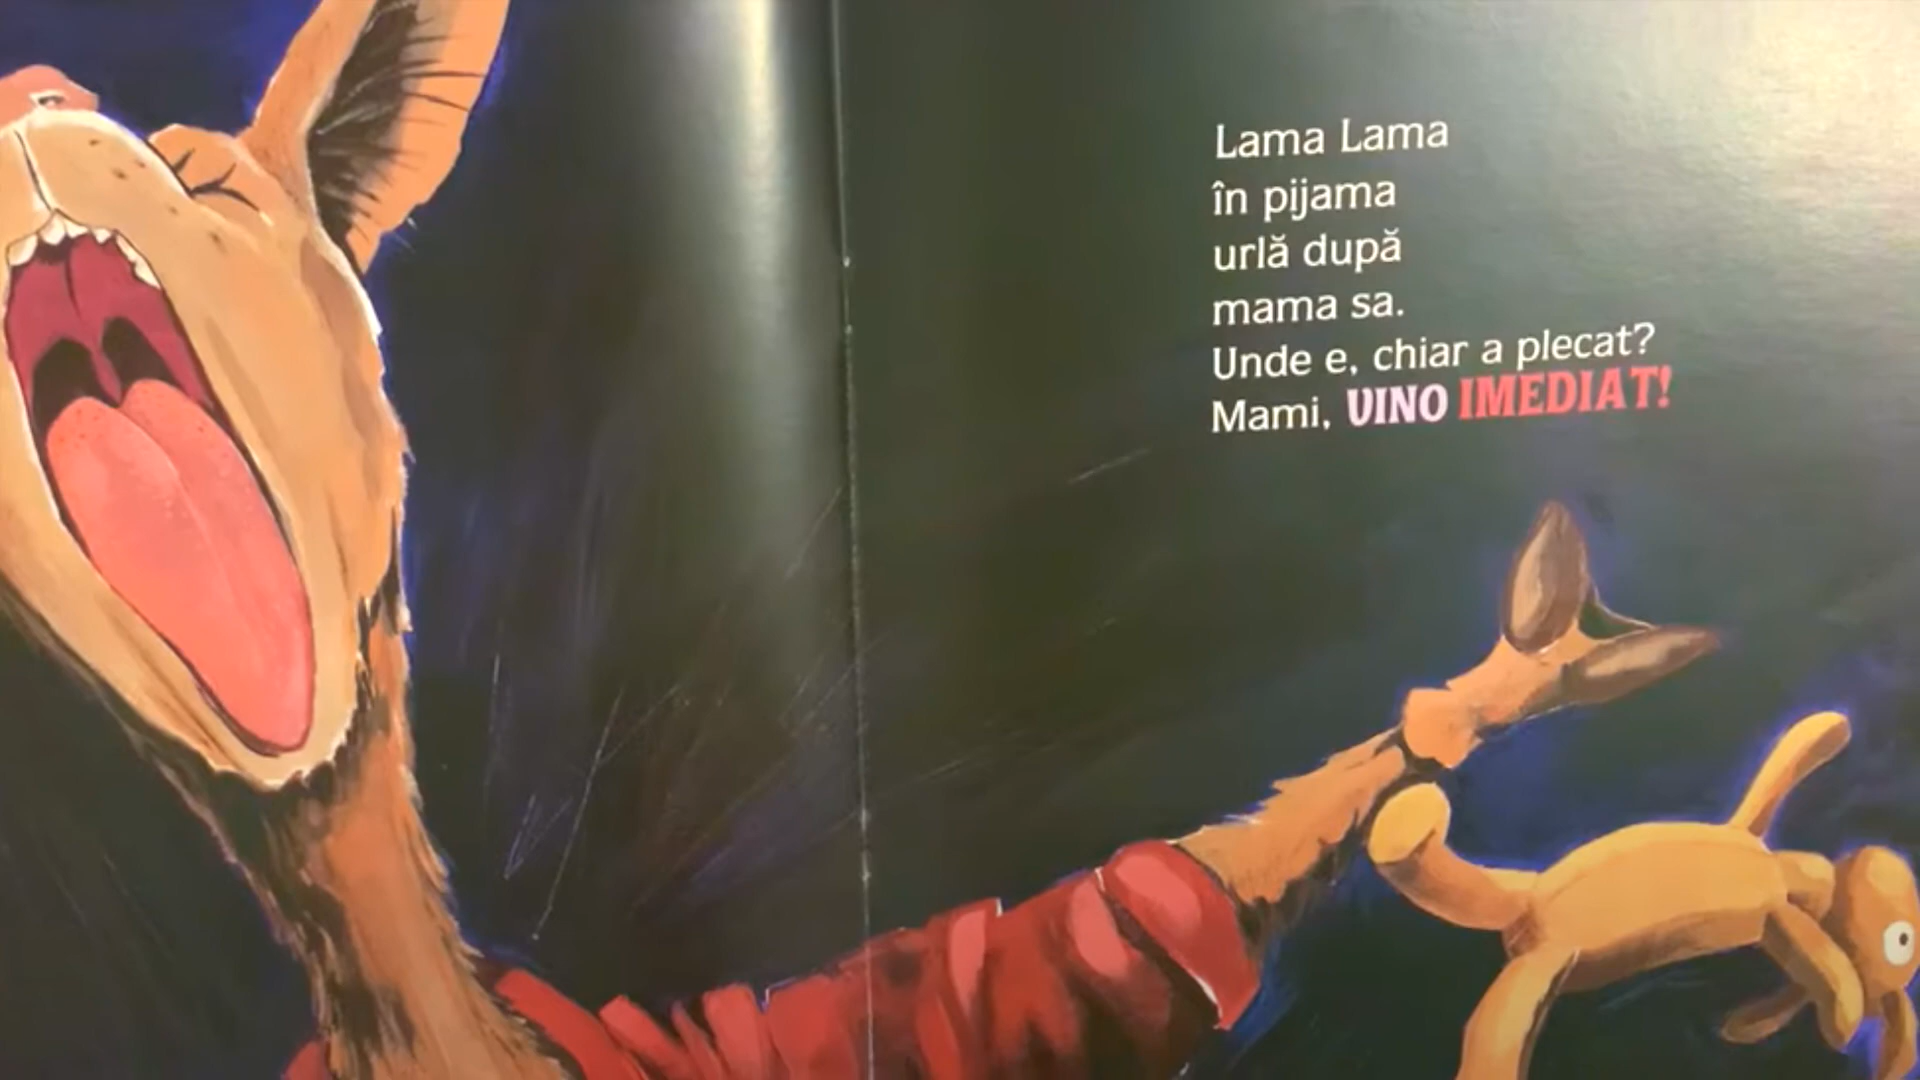 Lama Lama
în pijama
urlă după
mama sa.
Unde e, chiar a plecat?
Mami, VINO IMEDIAT!